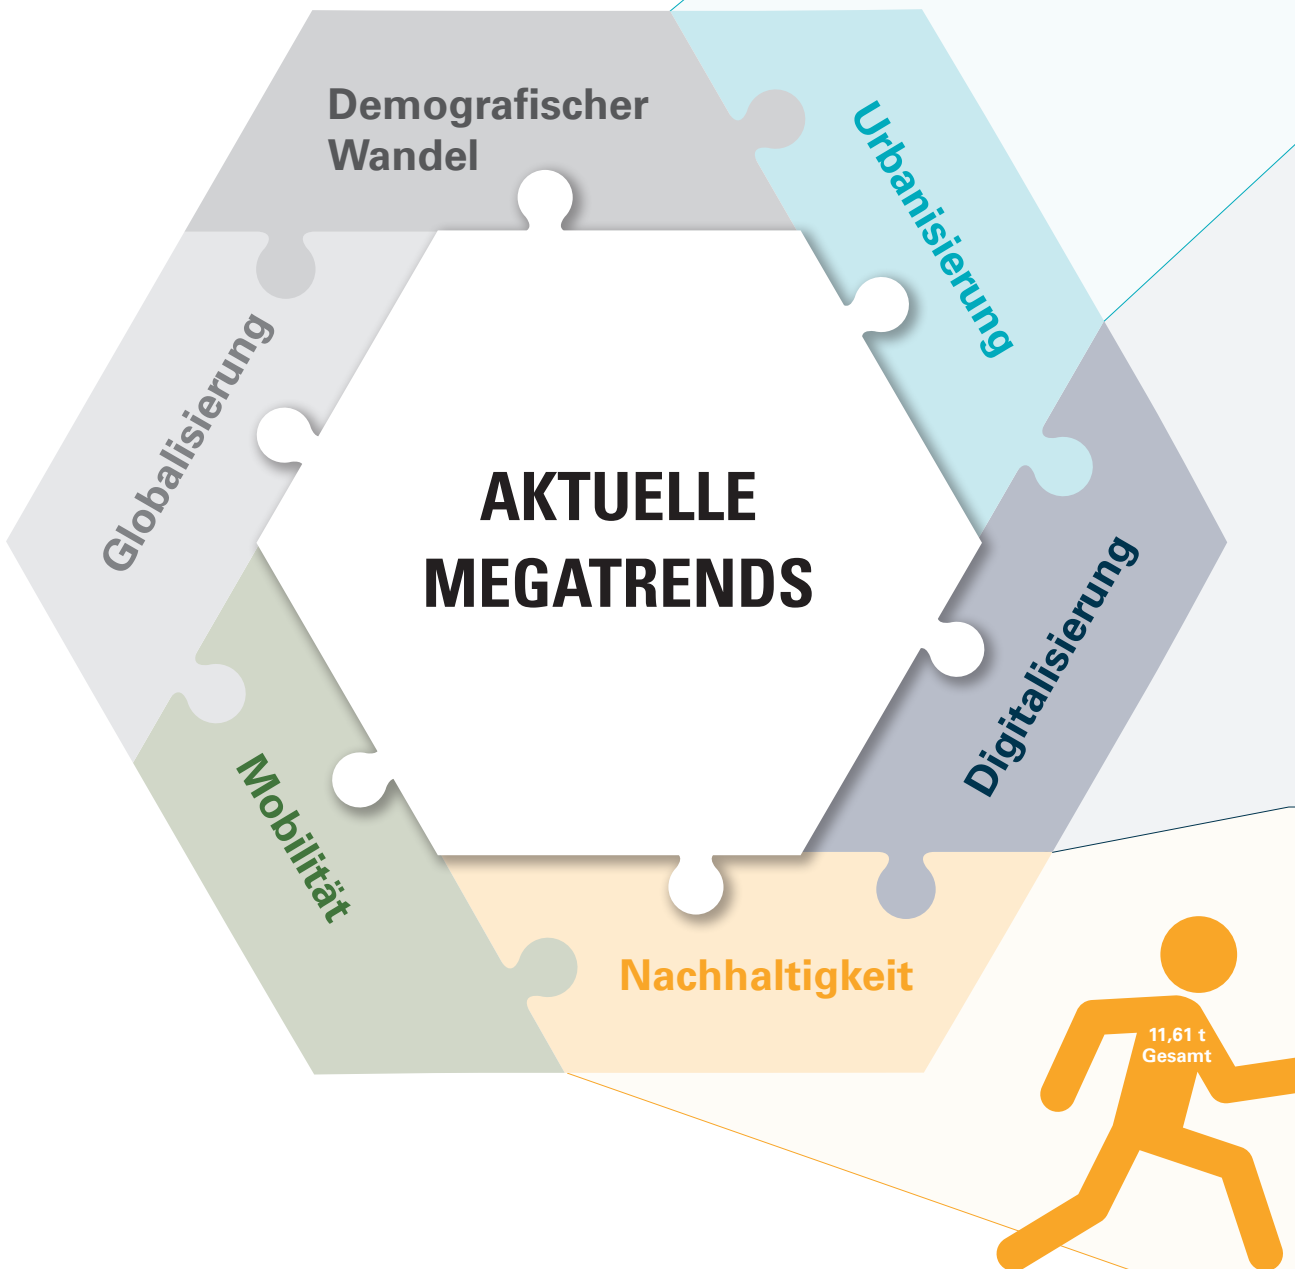 Demografischer
Wandel
Urbanisierung
Globalisierung
AKTUELLE
MEGATRENDS
Digitalisierung
Mobilität
Nachhaltigkeit
11,61 t
Gesamt